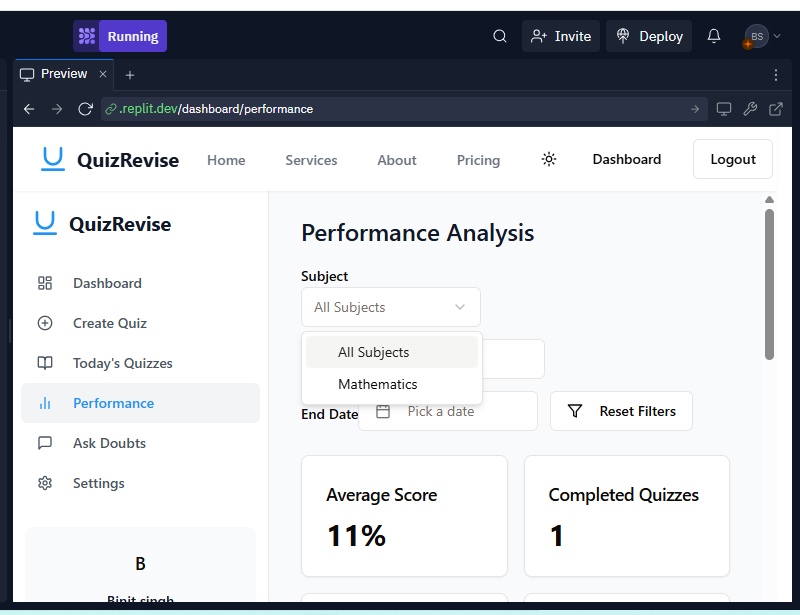 Running
Invite
Deploy
BS
Preview
.replit.dev/dashboard/performance
QuizRevise
Home
Services
About
Pricing
Dashboard
Logout
QuizRevise
Dashboard
Create Quiz
Today's Quizzes
Performance
Ask Doubts
Settings
B
Binit singh
Performance Analysis
Subject
All Subjects
All Subjects
Mathematics
End Date
Pick a date
Reset Filters
Average Score
11%
Completed Quizzes
1